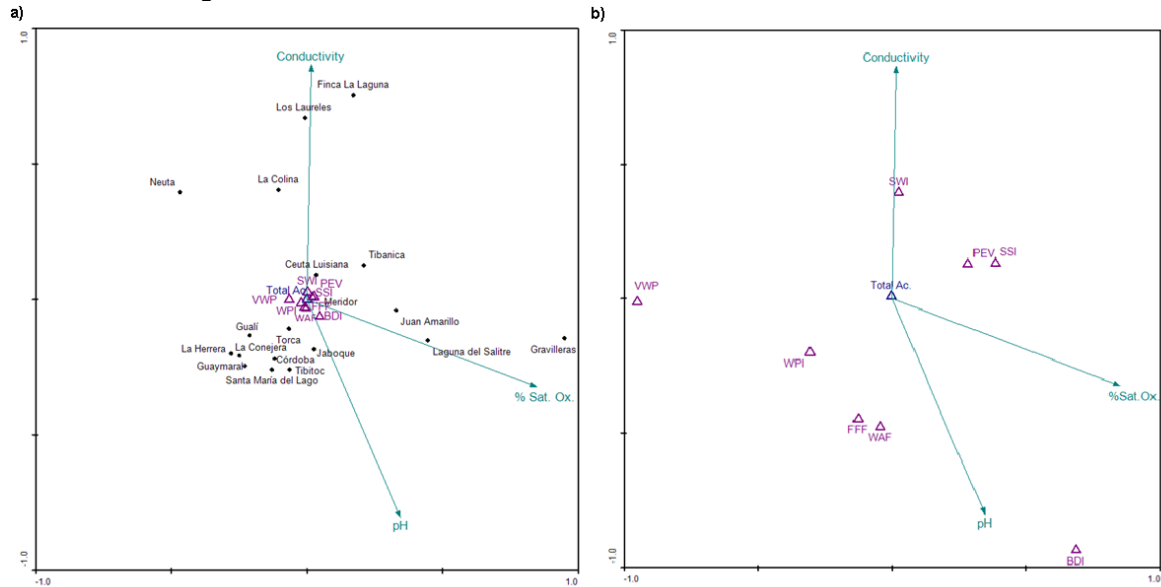 a)
1.0
Conductivity
Finca La Laguna
Los Laureles
La Colina
Neuta
Tibanica
Ceuta Luisiana
SWI
PEV
Total Ac.
SSI
VWP
Meridor
WPI
FFF
WAF
BDI
Juan Amarillo
Gualí
Torca
Laguna del Salitre
Gravilleras
La Herrera
La Conejera
Jaboque
Córdoba
Guaymaral
Tibitoc
Santa María del Lago
% Sat. Ox.
pH
-1.0
-1.0
1.0
b)
1.0
Conductivity
SWI
PEV
SSI
VWP
Total Ac.
WPI
%Sat.Ox.
FFF
WAF
pH
BDI
-1.0
-1.0
1.0